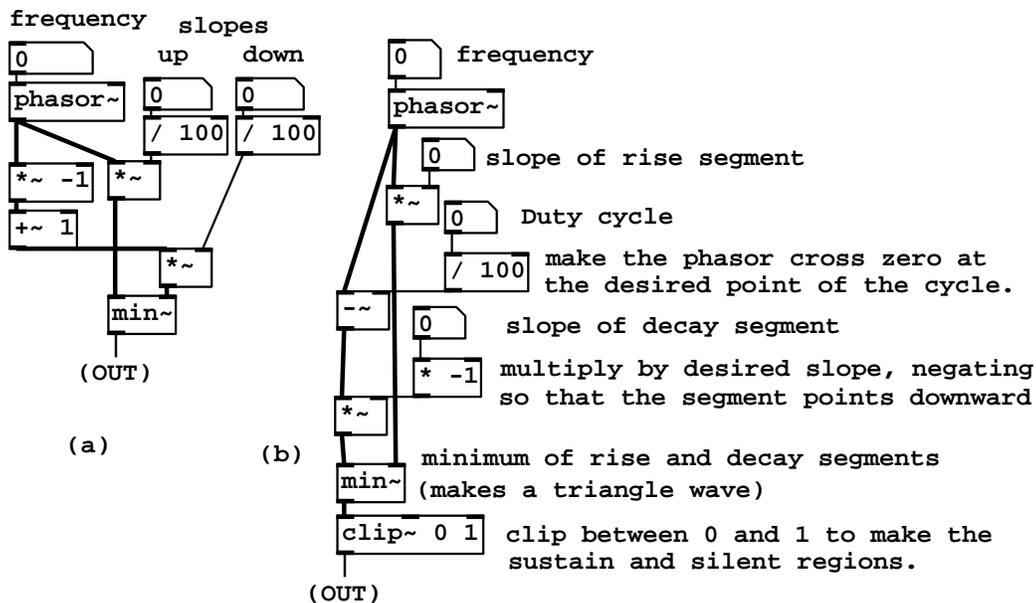 frequency
slopes
up
down
0
0
0
phasor~
/ 100
/ 100
*~ -1
*~
+~ 1
*~
min~
(OUT)
(a)
0
frequency
phasor~
0
slope of rise segment
*~
0
Duty cycle
/ 100
make the phasor cross zero at
the desired point of the cycle.
-~
0
slope of decay segment
* -1
multiply by desired slope, negating
so that the segment points downward
*~
(b)
min~
minimum of rise and decay segments
(makes a triangle wave)
clip~ 0 1
clip between 0 and 1 to make the
sustain and silent regions.
(OUT)